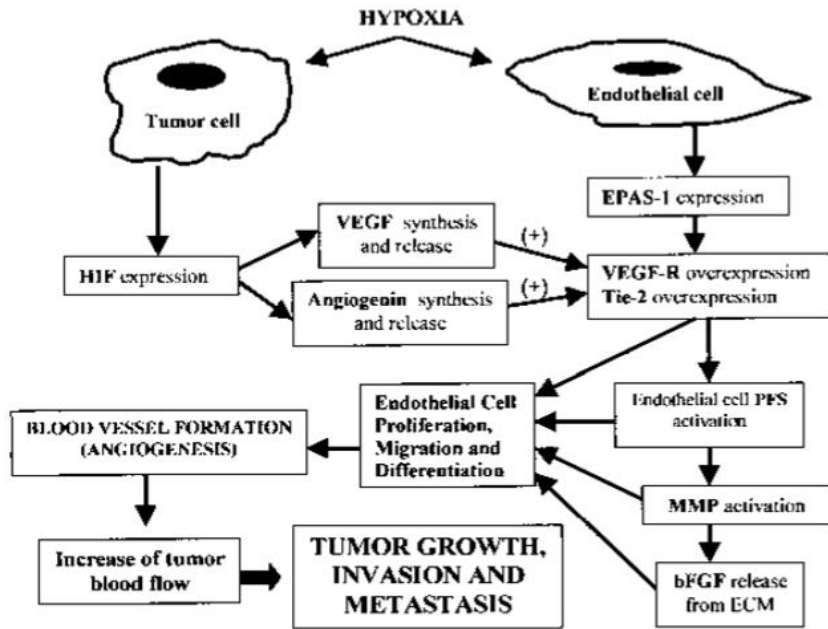 HYPOXIA
Tumor cell
Endothelial cell
EPAS-1 expression
VEGF synthesis
and release
(+)
HIF expression
VEGF-R overexpression
Tie-2 overexpression
Angiogenin synthesis
and release
(+)
Endothelial Cell
Proliferation,
Migration and
Differentiation
Endothelial cell PFS
activation
BLOOD VESSEL FORMATION
(ANGIOGENESIS)
MMP activation
Increase of tumor
blood flow
TUMOR GROWTH,
INVASION AND
METASTASIS
bFGF release
from ECM